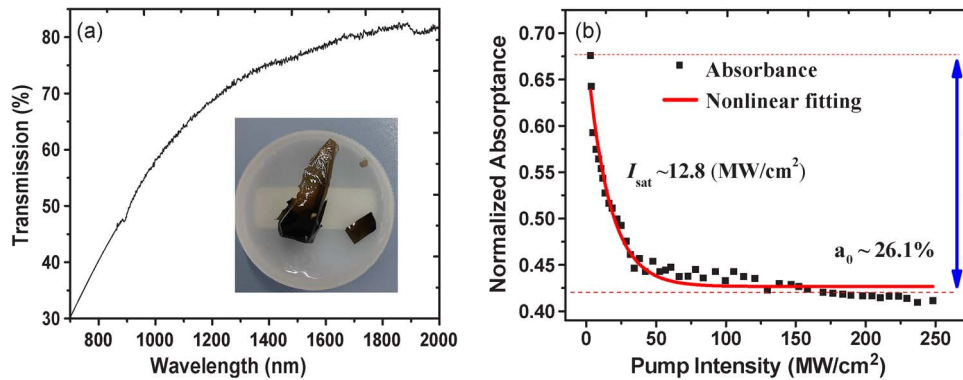 (a)
80
70
60
50
40
30
Transmission (%)
800 1000 1200 1400 1600 1800 2000
Wavelength (nm)
(b)
0.70
0.65
0.60
0.55
0.50
0.45
0.40
Normalized Absorptance
Absorbance
Nonlinear fitting
Isat ~12.8 (MW/cm²)
a₀ ~ 26.1%
0 50 100 150 200 250
Pump Intensity (MW/cm²)